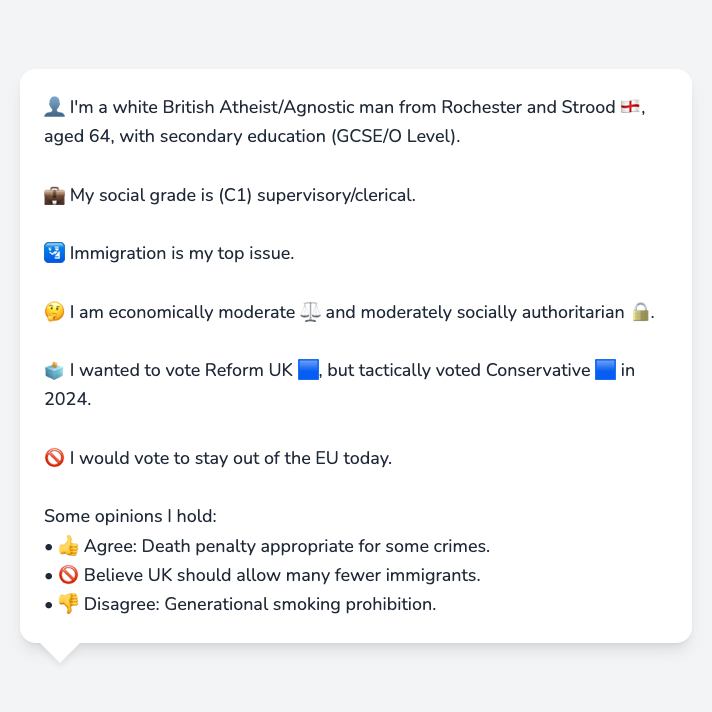 👤 I'm a white British Atheist/Agnostic man from Rochester and Strood 🏴󠁧󠁢󠁥󠁮󠁧󠁿,
aged 64, with secondary education (GCSE/O Level).
💼 My social grade is (C1) supervisory/clerical.
🛂 Immigration is my top issue.
🤔 I am economically moderate ⚖️ and moderately socially authoritarian 🔒.
🗳️ I wanted to vote Reform UK 🟦, but tactically voted Conservative 🟦 in
2024.
🚫 I would vote to stay out of the EU today.
Some opinions I hold:
• 👍 Agree: Death penalty appropriate for some crimes.
• 🚫 Believe UK should allow many fewer immigrants.
• 👎 Disagree: Generational smoking prohibition.